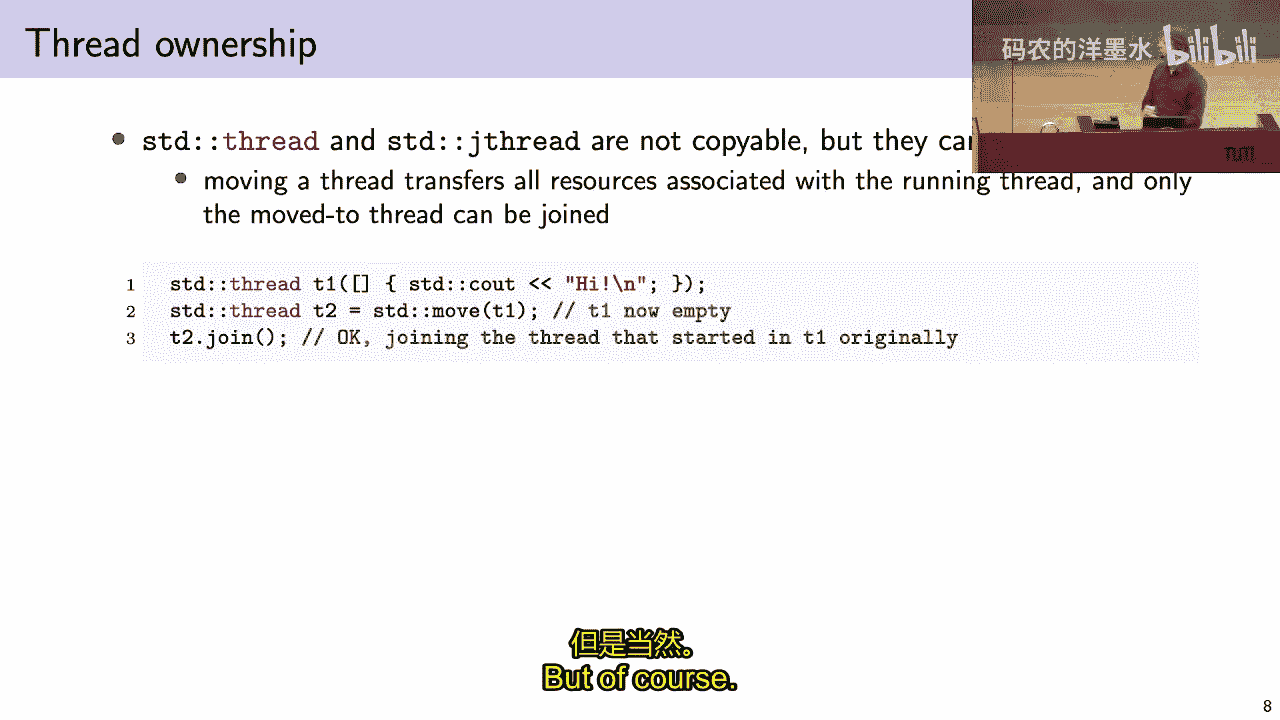 Thread ownership
码农的洋墨水 bilibili
TUM
• std::thread and std::jthread are not copyable, but they can
• moving a thread transfers all resources associated with the running thread, and only
the moved-to thread can be joined
1 std::thread t1([] { std::cout << "Hi!\n"; });
2 std::thread t2 = std::move(t1); // t1 now empty
3 t2.join(); // OK, joining the thread that started in t1 originally
但是当然。
But of course.
8